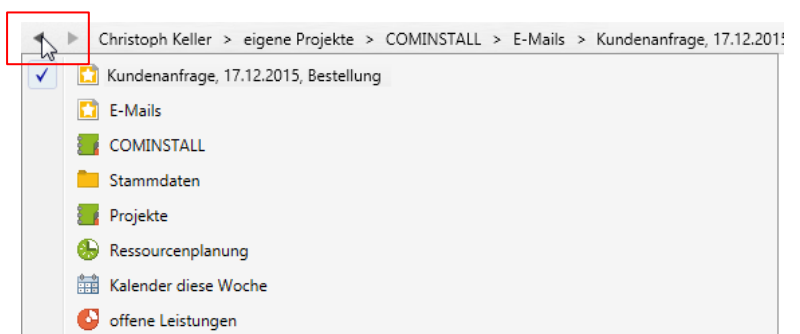 Christoph Keller > eigene Projekte > COMINSTALL > E-Mails > Kundenanfrage, 17.12.2015
Kundenanfrage, 17.12.2015, Bestellung
E-Mails
COMINSTALL
Stammdaten
Projekte
Ressourcenplanung
Kalender diese Woche
offene Leistungen